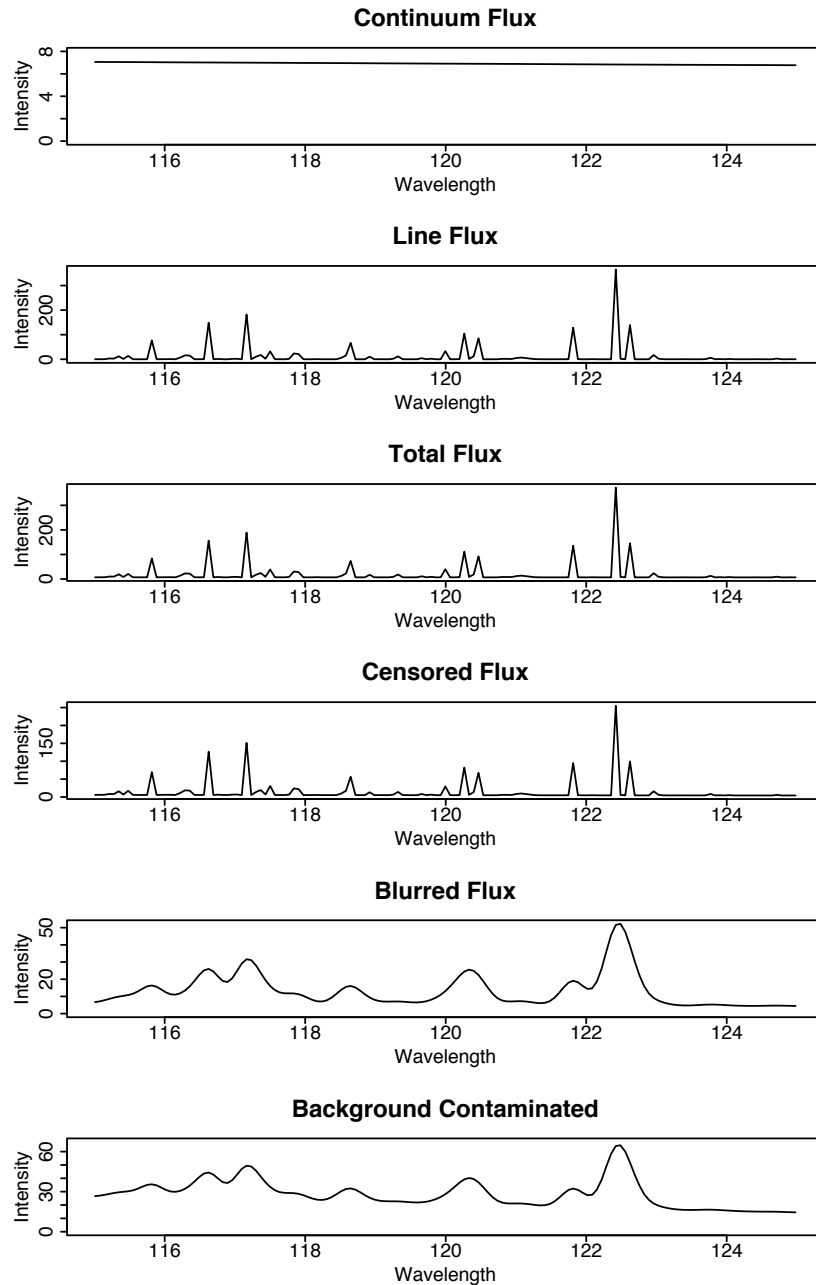 Continuum Flux
Intensity
0 4 8
116 118 120 122 124
Wavelength
Line Flux
Intensity
0 200
116 118 120 122 124
Wavelength
Total Flux
Intensity
0 200
116 118 120 122 124
Wavelength
Censored Flux
Intensity
0 150
116 118 120 122 124
Wavelength
Blurred Flux
Intensity
0 20 50
116 118 120 122 124
Wavelength
Background Contaminated
Intensity
0 30 60
116 118 120 122 124
Wavelength